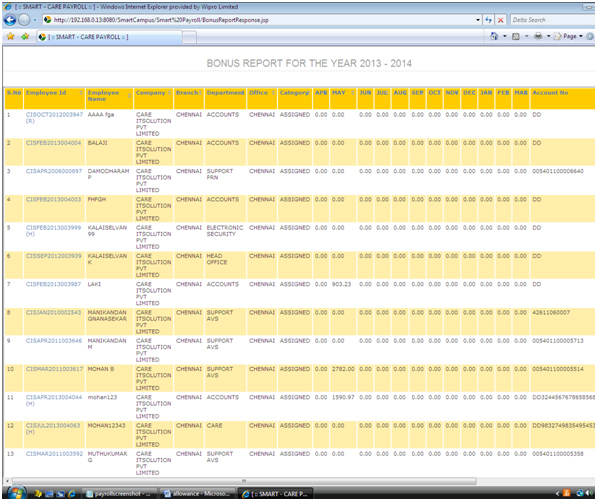 [ :: SMART - CARE PAYROLL :: ] - Windows Internet Explorer provided by Wipro Limited
http://192.168.0.13:8080/SmartCampus/Smart%20Payroll/BonusReportResponse.jsp Delta Search
[ :: SMART - CARE PAYROLL :: ] Page
BONUS REPORT FOR THE YEAR 2013 - 2014
S.No Employee Id Employee Name Company Branch Department Office Category APR MAY JUN JUL AUG SEP OCT NOV DEC JAN FEB MAR Account No
1 CISOCT2012003947 (R) AAAA fga CARE ITSOLUTION PVT LIMITED CHENNAI ACCOUNTS CHENNAI ASSIGNED 0.00 0.00 0.00 0.00 0.00 0.00 0.00 0.00 0.00 0.00 0.00 0.00 DD
2 CISFEB2013004004 BALAJI CARE ITSOLUTION PVT LIMITED CHENNAI ACCOUNTS CHENNAI ASSIGNED 0.00 0.00 0.00 0.00 0.00 0.00 0.00 0.00 0.00 0.00 0.00 0.00 DD
3 CISAPR2006000897 DAMODHARAM P CARE ITSOLUTION PVT LIMITED CHENNAI SUPPORT PRN CHENNAI ASSIGNED 0.00 0.00 0.00 0.00 0.00 0.00 0.00 0.00 0.00 0.00 0.00 0.00 005401100006640
4 CISFEB2013004003 FHFGH CARE ITSOLUTION PVT LIMITED CHENNAI ACCOUNTS CHENNAI ASSIGNED 0.00 0.00 0.00 0.00 0.00 0.00 0.00 0.00 0.00 0.00 0.00 0.00 DD
5 CISFEB2013003999 (H) KALAISELVAN 99 CARE ITSOLUTION PVT LIMITED CHENNAI ELECTRONIC SECURITY CHENNAI ASSIGNED 0.00 0.00 0.00 0.00 0.00 0.00 0.00 0.00 0.00 0.00 0.00 0.00 DD
6 CISSEP2012003939 KALAISELVAN K CARE ITSOLUTION PVT LIMITED CHENNAI HEAD OFFICE CHENNAI ASSIGNED 0.00 0.00 0.00 0.00 0.00 0.00 0.00 0.00 0.00 0.00 0.00 0.00 DD
7 CISFEB2013003987 LAKI CARE ITSOLUTION PVT LIMITED CHENNAI ACCOUNTS CHENNAI ASSIGNED 0.00 903.23 0.00 0.00 0.00 0.00 0.00 0.00 0.00 0.00 0.00 0.00 DD
8 CISJAN2010002543 MANIKANDAN GNANASEKAR CARE ITSOLUTION PVT LIMITED CHENNAI SUPPORT AVS CHENNAI ASSIGNED 0.00 0.00 0.00 0.00 0.00 0.00 0.00 0.00 0.00 0.00 0.00 0.00 42611060007
9 CISAPR2011003646 MANIKANDAN M CARE ITSOLUTION PVT LIMITED CHENNAI SUPPORT AVS CHENNAI ASSIGNED 0.00 0.00 0.00 0.00 0.00 0.00 0.00 0.00 0.00 0.00 0.00 0.00 005401100005713
10 CISMAR2011003617 MOHAN B CARE ITSOLUTION PVT LIMITED CHENNAI SUPPORT AVS CHENNAI ASSIGNED 0.00 2782.00 0.00 0.00 0.00 0.00 0.00 0.00 0.00 0.00 0.00 0.00 005401100005514
11 CISAPR2013004044 (H) mohan123 CARE ITSOLUTION PVT LIMITED CHENNAI ACCOUNTS CHENNAI ASSIGNED 0.00 1590.97 0.00 0.00 0.00 0.00 0.00 0.00 0.00 0.00 0.00 0.00
12 CISJUL2013004063 (H) MOHAN12343 CARE ITSOLUTION PVT LIMITED CHENNAI CARE CHENNAI ASSIGNED 0.00 0.00 0.00 0.00 0.00 0.00 0.00 0.00 0.00 0.00 0.00 0.00
13 CISMAR2011003592 MUTHUKUMAR G CARE ITSOLUTION PVT LIMITED CHENNAI SUPPORT AVS CHENNAI ASSIGNED 0.00 0.00 0.00 0.00 0.00 0.00 0.00 0.00 0.00 0.00 0.00 0.00 005401100005358
payrollscreenshot - ... allowance - Microso... [ :: SMART - CARE P...